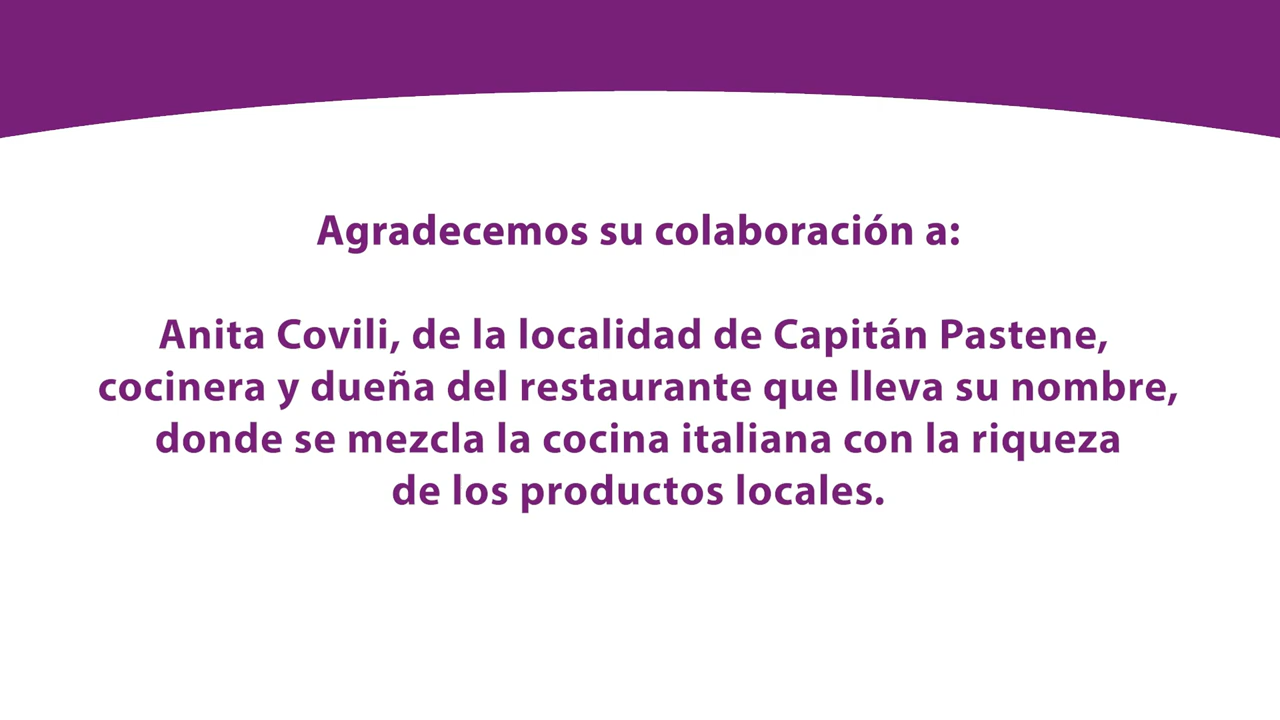 Agradecemos su colaboración a:
Anita Covili, de la localidad de Capitán Pastene,
cocinera y dueña del restaurante que lleva su nombre,
donde se mezcla la cocina italiana con la riqueza
de los productos locales.